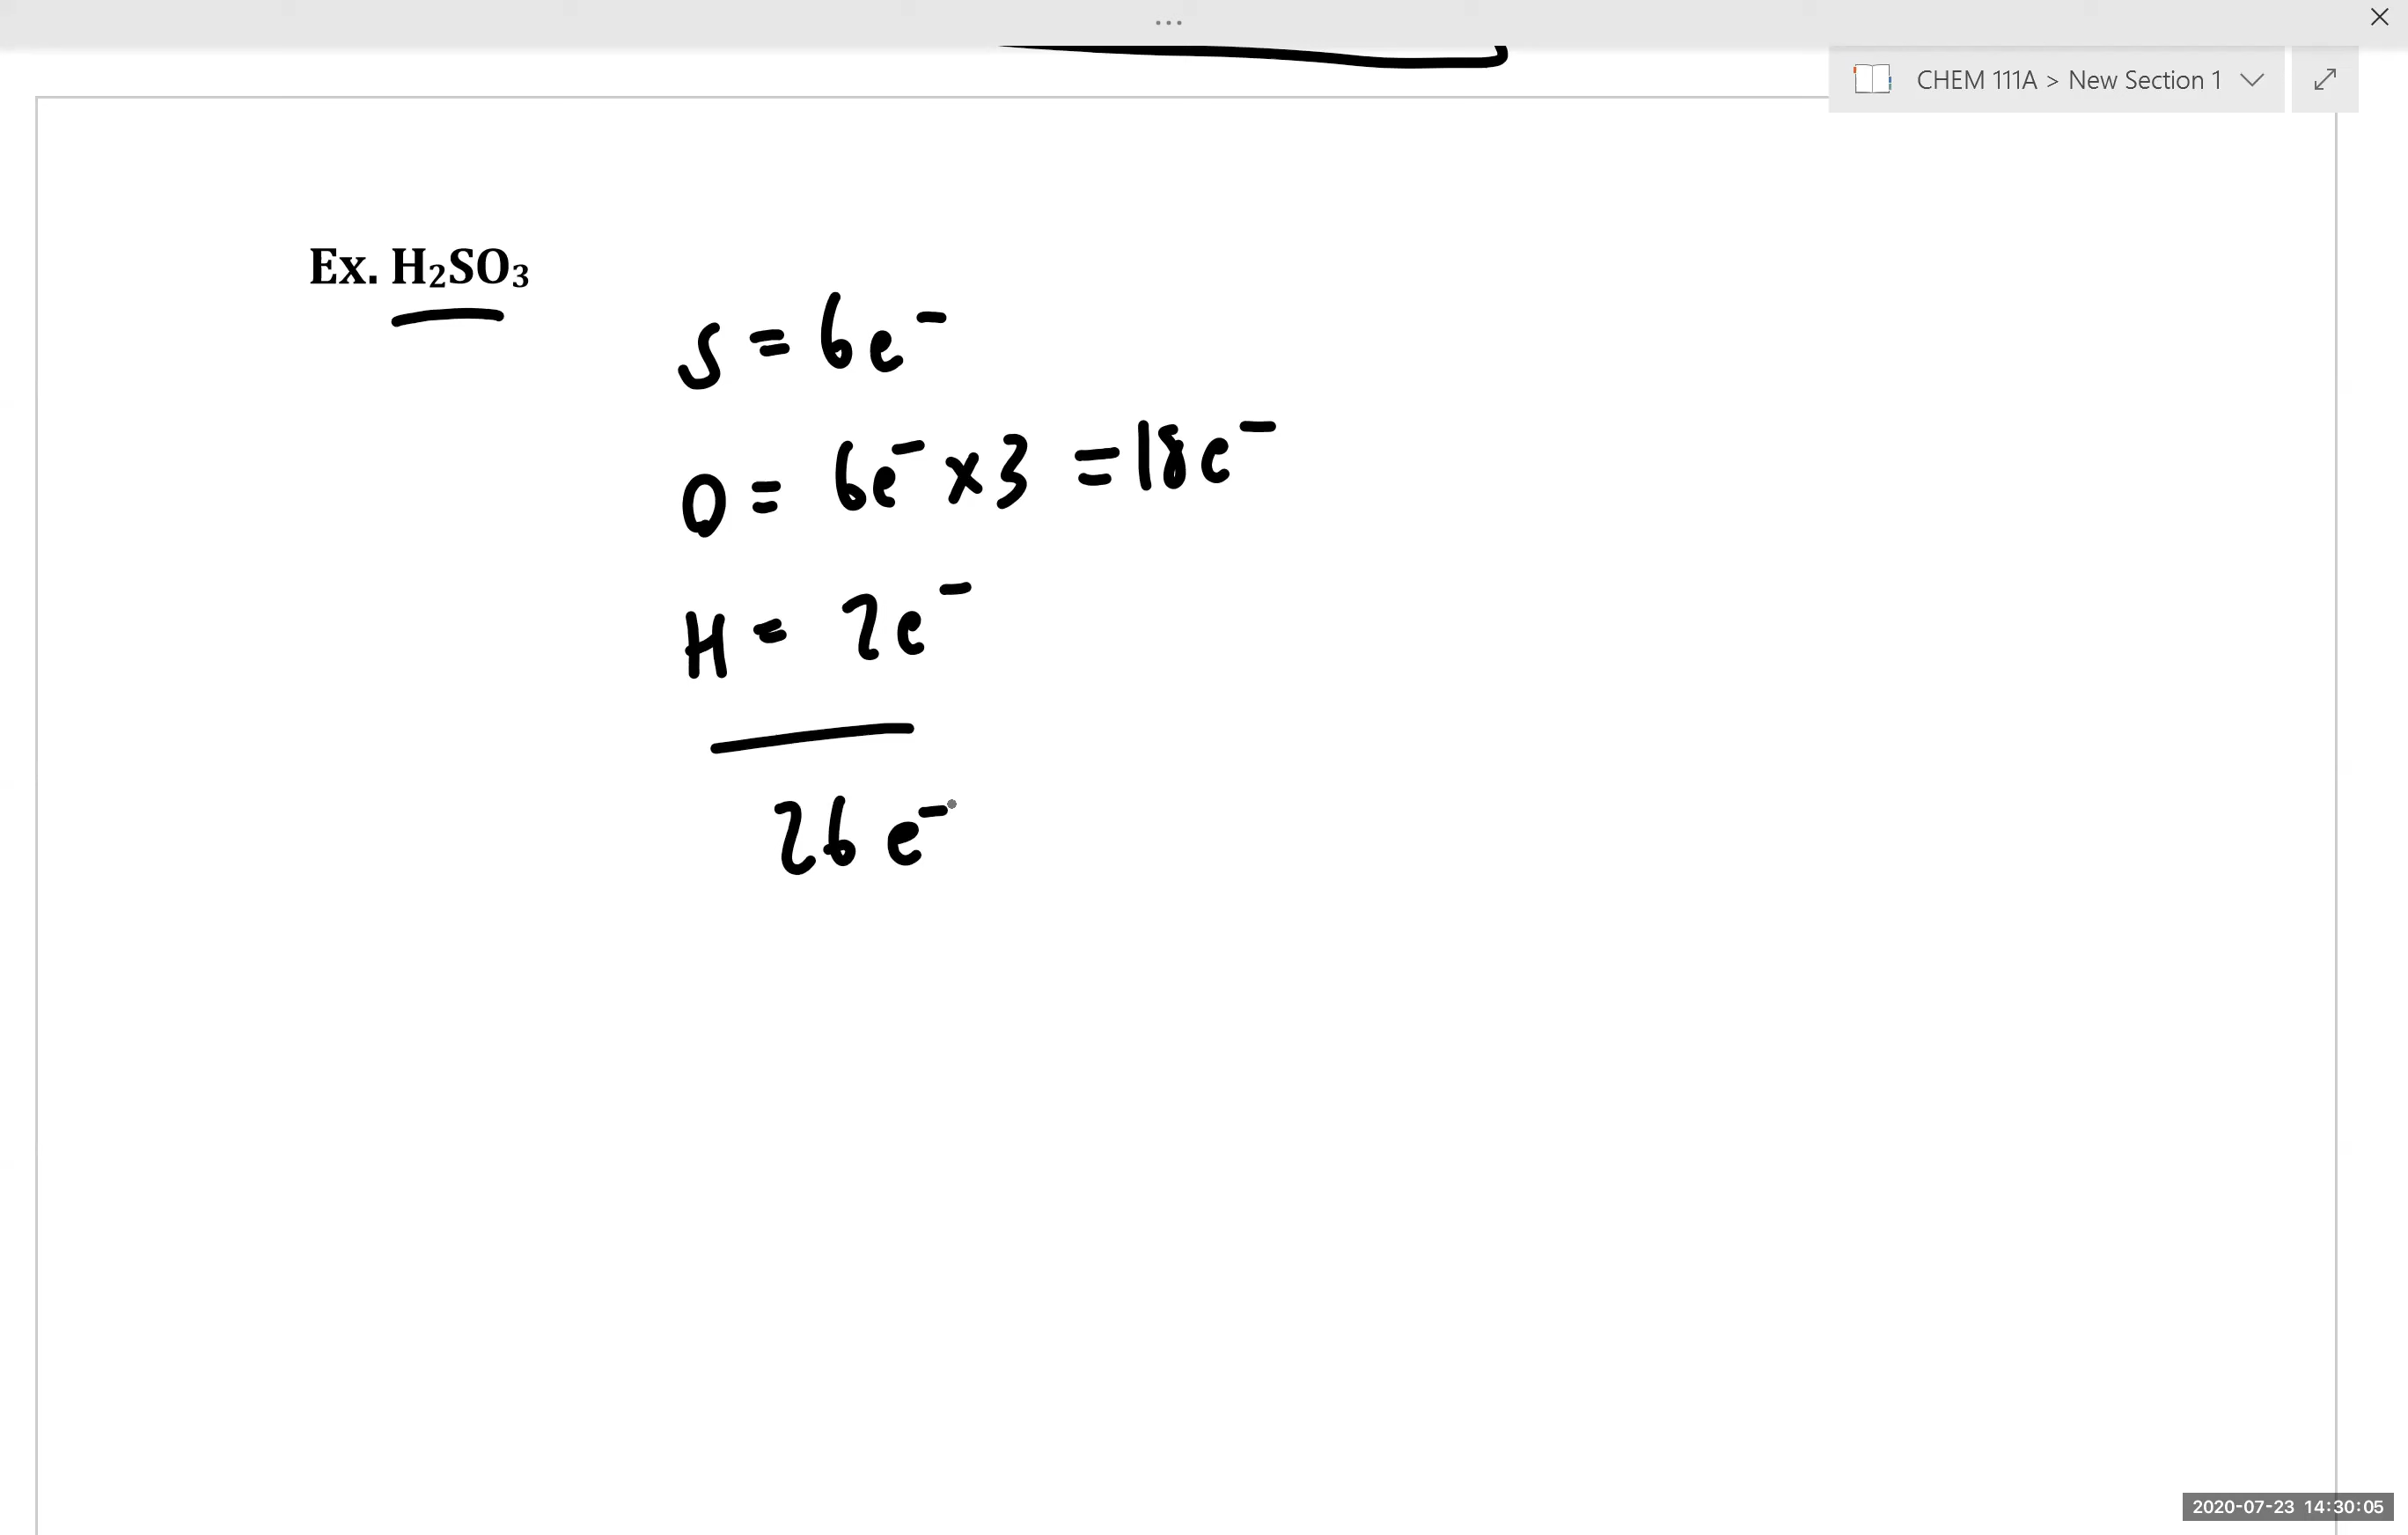 CHEM 111A > New Section 1
Ex. H₂SO₃
S = 6e⁻
O = 6e⁻ x 3 = 18e⁻
H = 2e⁻
26 e⁻
2020-07-23 14:30:05